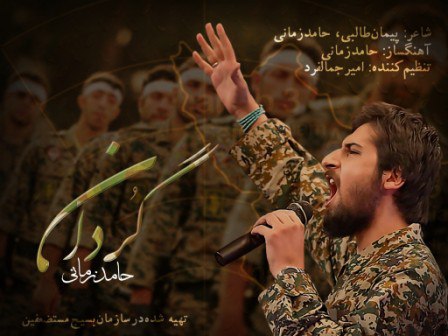 شاعر: پیمان طالبی، حامد زمانی
آهنگساز: حامد زمانی
تنظیم کننده: امیر جمالفرد
گردان
حامد زمانی
تهیه شده در سازمان بسیج مستضعفین